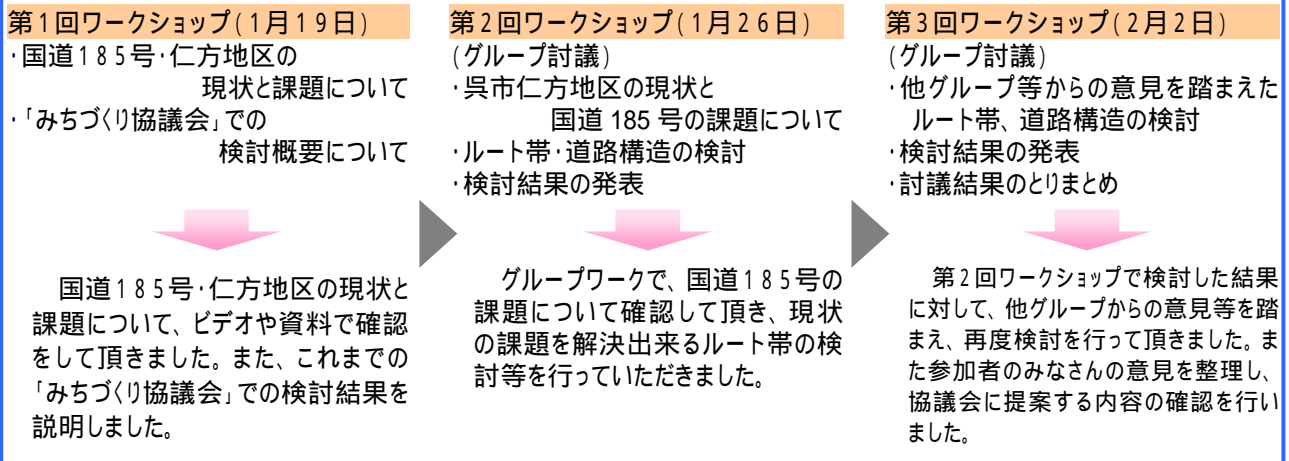 第1回ワークショップ(1月19日)
･国道185号･仁方地区の
現状と課題について
･｢みちづくり協議会｣での
検討概要について
国道185号･仁方地区の現状と
課題について、ビデオや資料で確認
をして頂きました。また、これまでの
｢みちづくり協議会｣での検討結果を
説明しました。
第2回ワークショップ(1月26日)
(グループ討議)
･呉市仁方地区の現状と
国道 185 号の課題について
･ルート帯･道路構造の検討
･検討結果の発表
グループワークで、国道185号の
課題について確認して頂き、現状
の課題を解決出来るルート帯の検
討等を行っていただきました。
第3回ワークショップ(2月2日)
(グループ討議)
･他グループ等からの意見を踏まえた
ルート帯、道路構造の検討
･検討結果の発表
･討議結果のとりまとめ
第2回ワークショップで検討した結果
に対して、他グループからの意見等を踏
まえ、再度検討を行って頂きました。ま
た参加者のみなさんの意見を整理し、
協議会に提案する内容の確認を行い
ました。